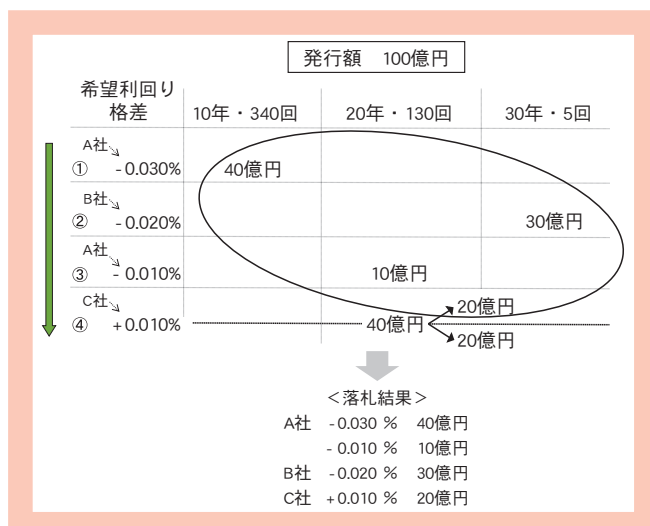 発行額 100億円
希望利回り
格差
10年・340回 20年・130回 30年・5回
A社
① -0.030% 40億円
B社
② -0.020% 30億円
A社
③ - 0.010% 10億円
C社
20億円
④ +0.010% 40億円
20億円
＜落札結果＞
A社 -0.030 % 40億円
- 0.010 % 10億円
B社 -0.020 % 30億円
C社 +0.010 % 20億円